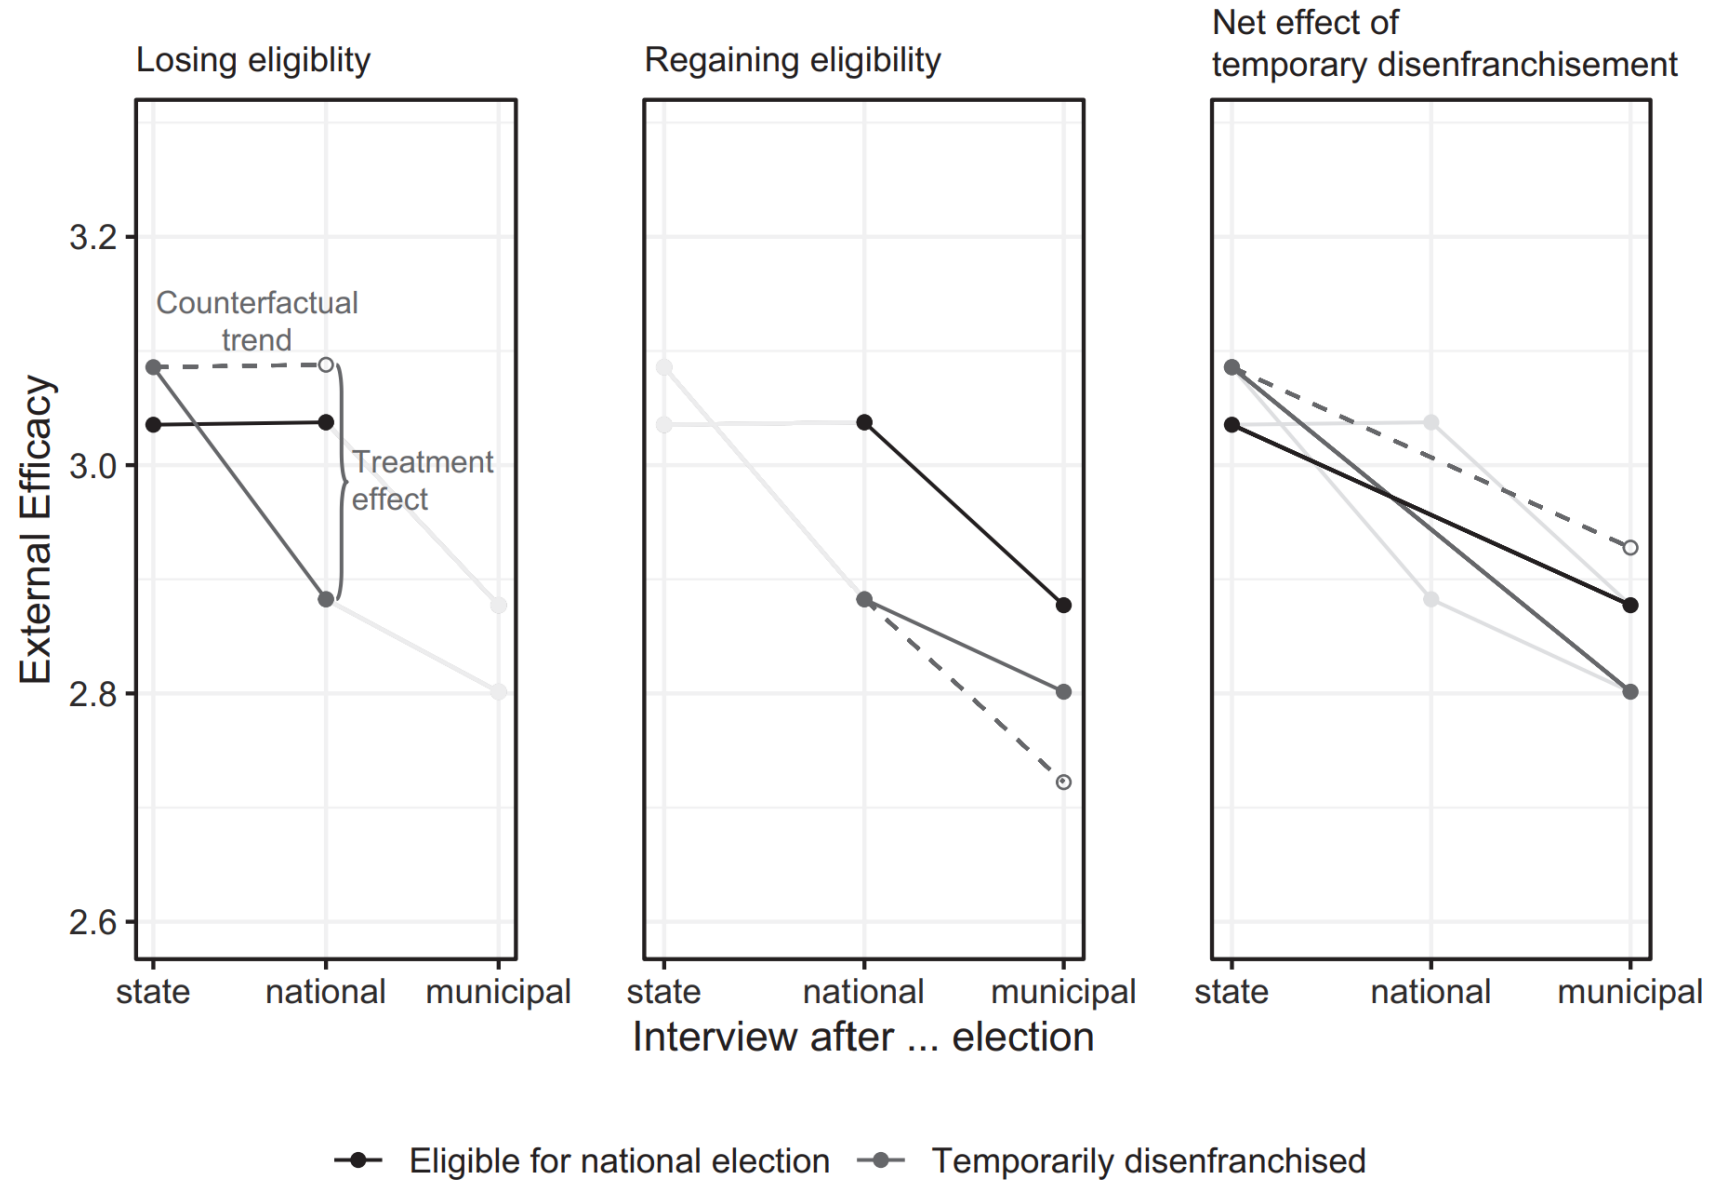 Losing eligiblity
Regaining eligibility
Net effect of
temporary disenfranchisement
3.2
3.0
2.8
2.6
External Efficacy
Counterfactual
trend
Treatment
effect
state national municipal
state national municipal
state national municipal
Interview after ... election
Eligible for national election
Temporarily disenfranchised